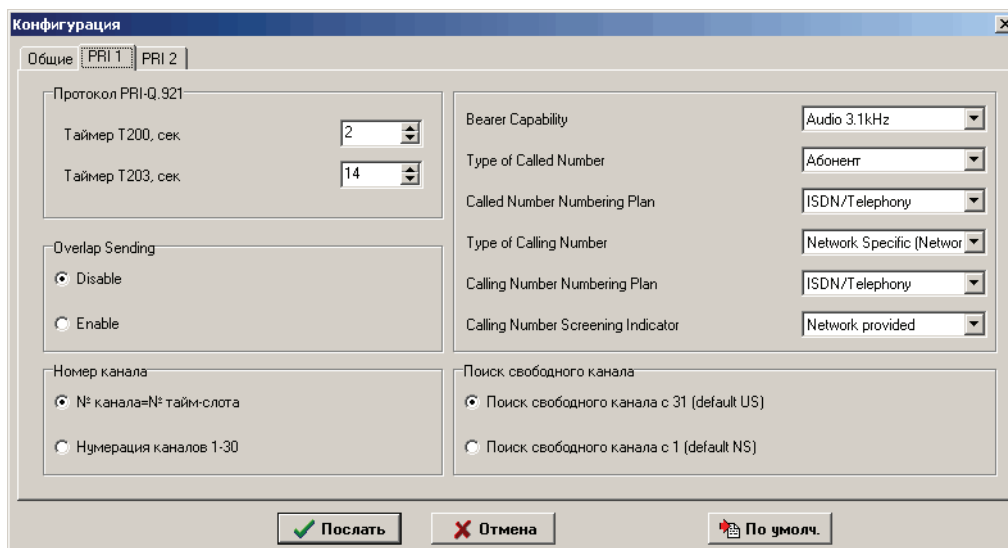 Конфигурация
Общие PRI 1 PRI 2
Протокол PRI-Q.921
Таймер T200, сек 2
Таймер T203, сек 14
Overlap Sending
Disable
Enable
Номер канала
№ канала=№ тайм-слота
Нумерация каналов 1-30
Bearer Capability Audio 3.1kHz
Type of Called Number Абонент
Called Number Numbering Plan ISDN/Telephony
Type of Calling Number Network Specific (Networ
Calling Number Numbering Plan ISDN/Telephony
Calling Number Screening Indicator Network provided
Поиск свободного канала
Поиск свободного канала с 31 (default US)
Поиск свободного канала с 1 (default NS)
Послать Отмена По умолч.